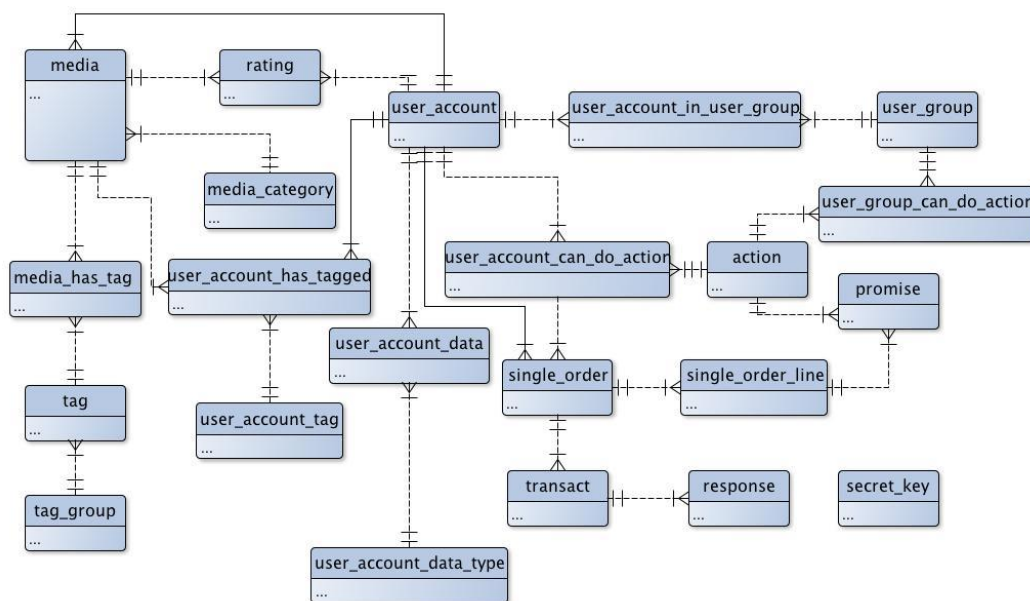 media
...
rating
...
user_account
...
user_account_in_user_group
...
user_group
...
media_category
...
user_group_can_do_action
...
media_has_tag
...
user_account_has_tagged
...
user_account_can_do_action
...
action
...
promise
...
user_account_data
...
single_order
...
single_order_line
...
tag
...
user_account_tag
...
tag_group
...
transact
...
response
...
secret_key
...
user_account_data_type
...